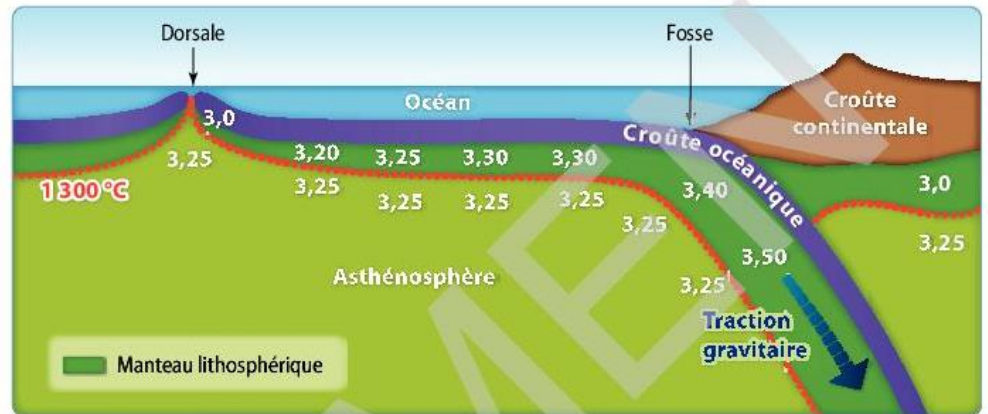 Dorsale
Fosse
Océan
Croûte
continentale
Croûte océanique
3,0
3,25
3,20
3,25
3,30
3,30
3,40
3,0
1 300 °C
3,25
3,25
3,25
3,25
3,25
3,25
3,50
3,25
Asthénosphère
Traction
gravitaire
Manteau lithosphérique